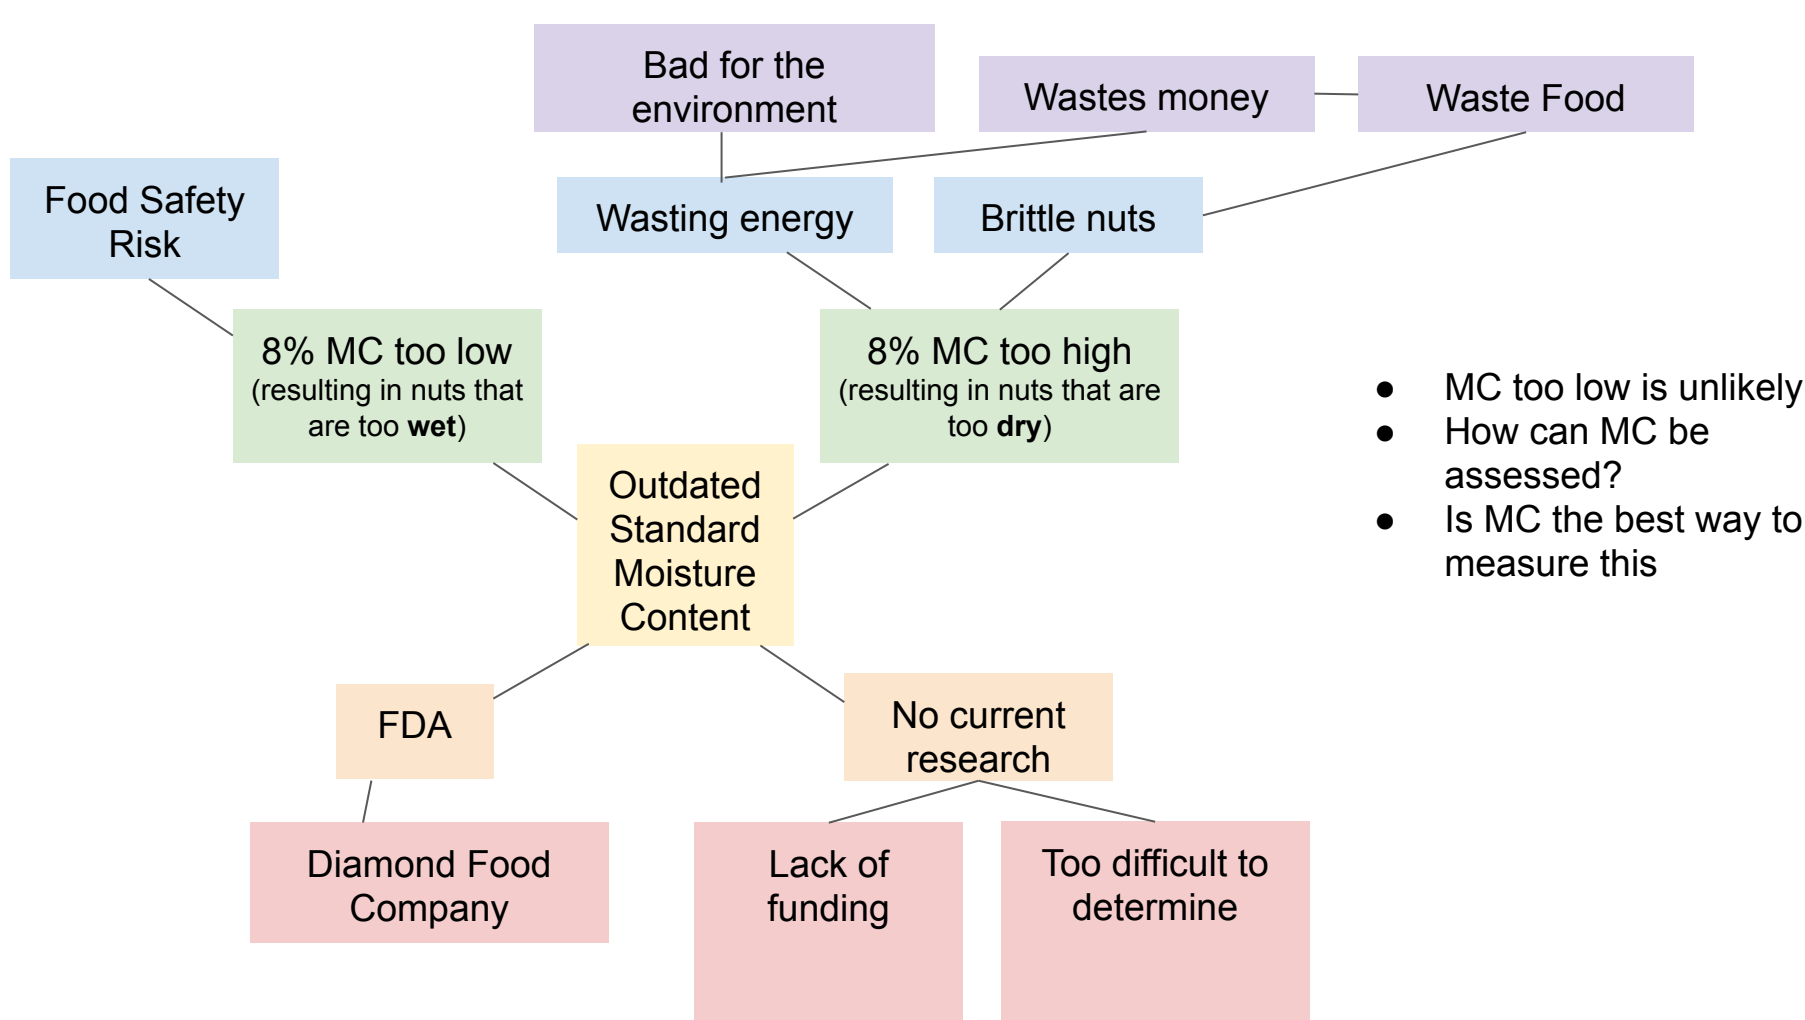 Bad for the
environment
Wastes money
Waste Food
Food Safety
Risk
Wasting energy
Brittle nuts
8% MC too low
(resulting in nuts that
are too wet)
8% MC too high
(resulting in nuts that are
too dry)
● MC too low is unlikely
● How can MC be
assessed?
● Is MC the best way to
measure this
Outdated
Standard
Moisture
Content
FDA
No current
research
Diamond Food
Company
Lack of
funding
Too difficult to
determine